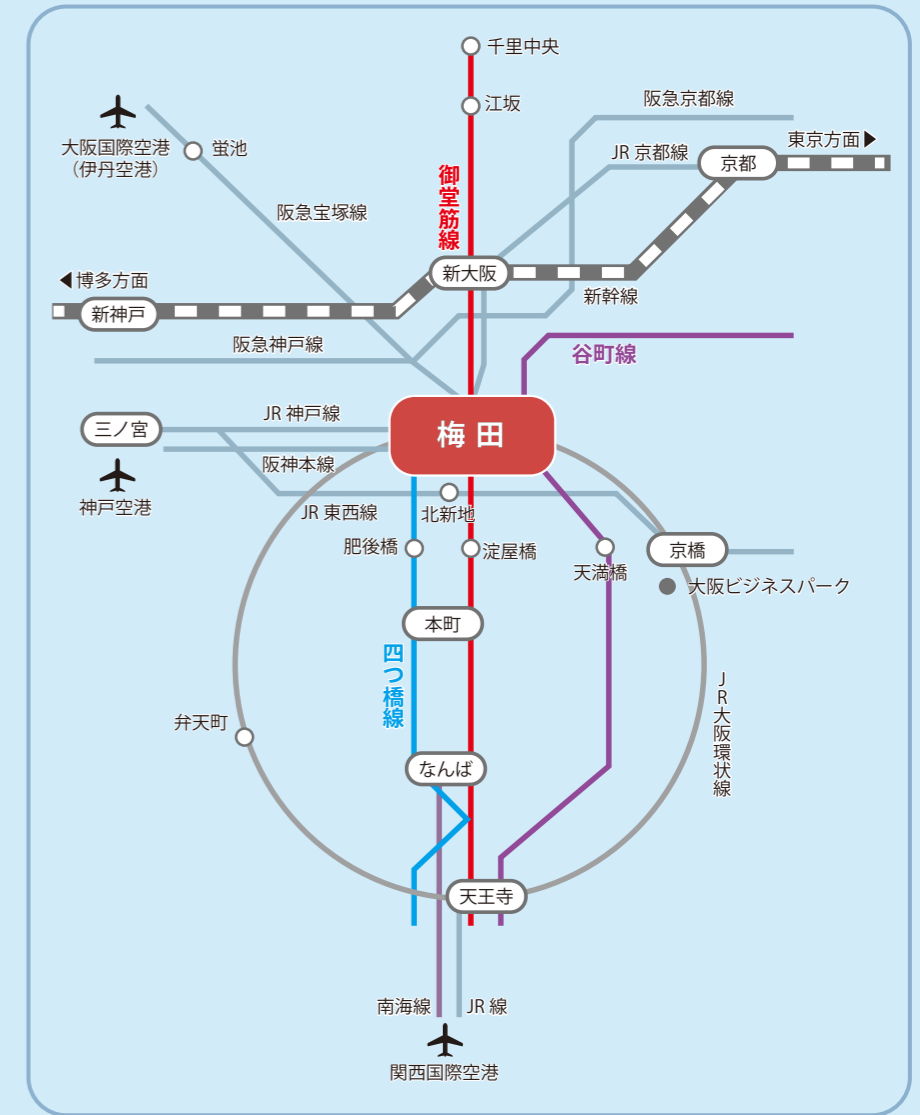 千里中央
江坂
阪急京都線
東京方面▶
大阪国際空港
（伊丹空港）
蛍池
JR 京都線
京都
御堂筋線
阪急宝塚線
新大阪
◀博多方面
新幹線
新神戸
阪急神戸線
谷町線
JR 神戸線
三ノ宮
梅田
阪神本線
神戸空港
JR 東西線
北新地
肥後橋
淀屋橋
天満橋
京橋
大阪ビジネスパーク
本町
四つ橋線
JR大阪環状線
弁天町
なんば
天王寺
南海線
JR 線
関西国際空港